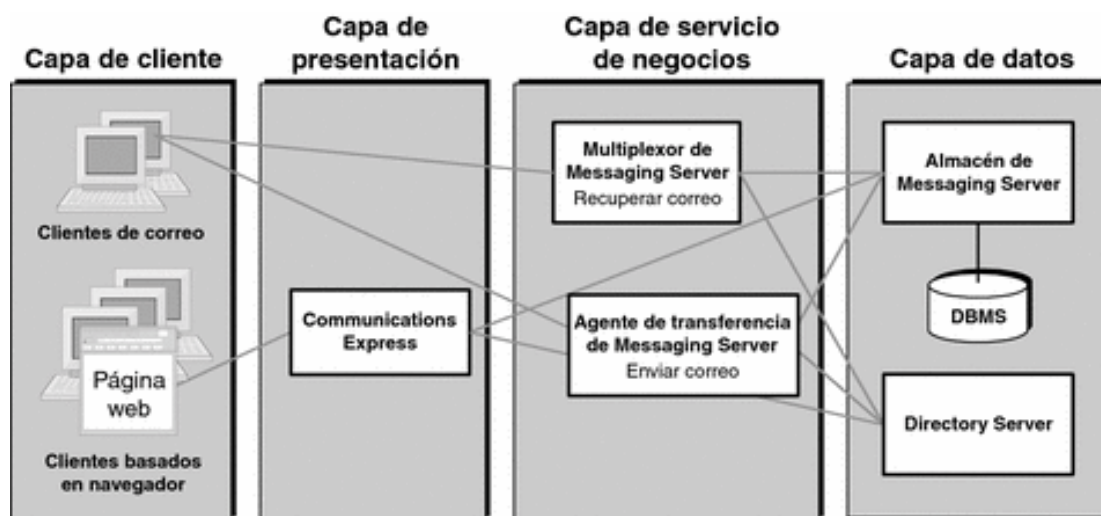 Capa de cliente
Capa de
presentación
Capa de servicio
de negocios
Capa de datos
Clientes de correo
Página
web
Clientes basados
en navegador
Communications
Express
Multiplexor de
Messaging Server
Recuperar correo
Agente de transferencia
de Messaging Server
Enviar correo
Almacén de
Messaging Server
DBMS
Directory Server